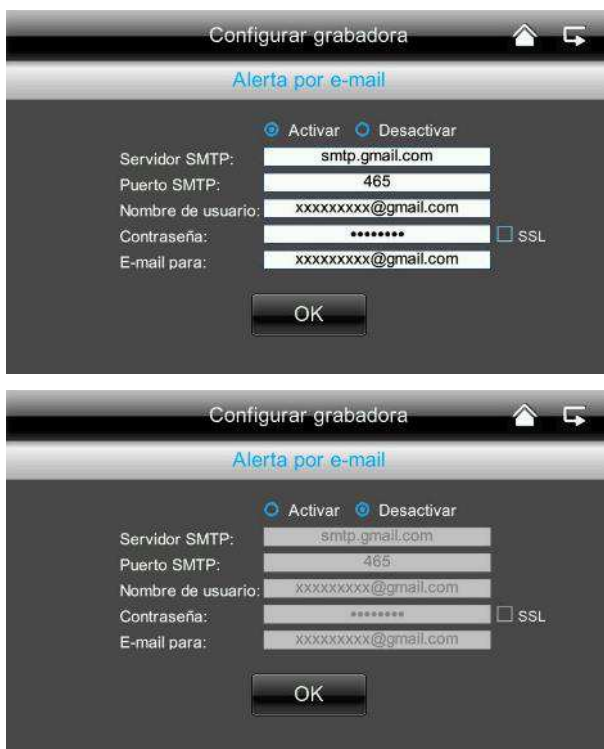 Configurar grabadora
Alerta por e-mail
Activar Desactivar
Servidor SMTP: smtp.gmail.com
Puerto SMTP: 465
Nombre de usuario: xxxxxxxxx@gmail.com
Contraseña: •••••••• SSL
E-mail para: xxxxxxxxx@gmail.com
OK
Configurar grabadora
Alerta por e-mail
Activar Desactivar
Servidor SMTP: smtp.gmail.com
Puerto SMTP: 465
Nombre de usuario: xxxxxxxxx@gmail.com
Contraseña: •••••••• SSL
E-mail para: xxxxxxxxx@gmail.com
OK